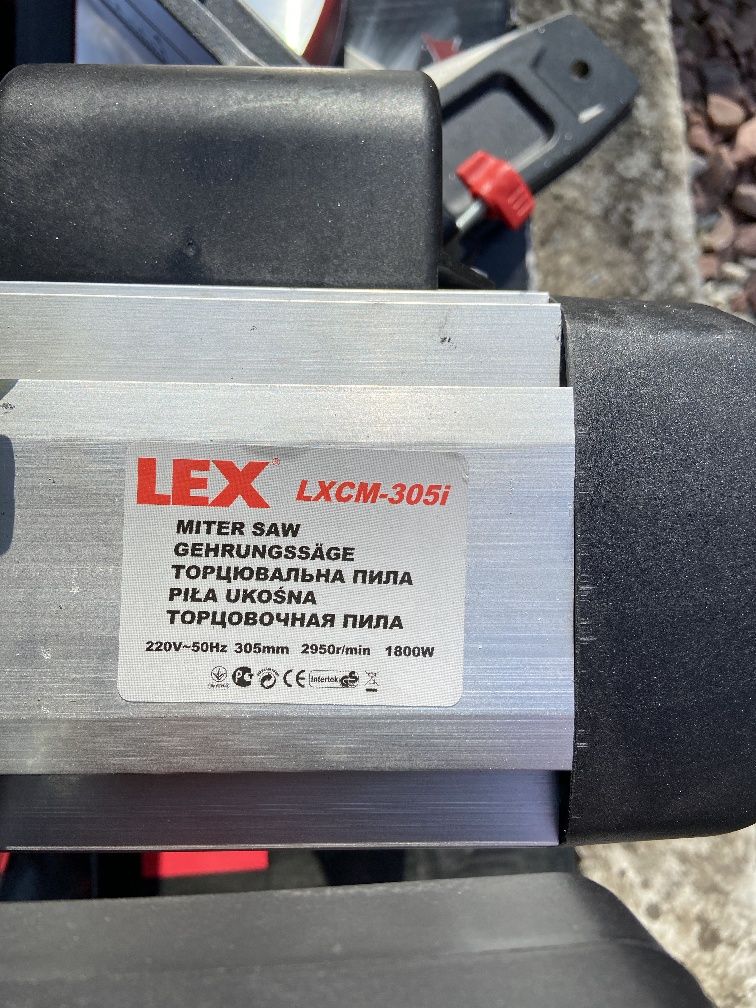 LEX® LXCM-305i
MITER SAW
GEHRUNGSSÄGE
ТОРЦЮВАЛЬНА ПИЛА
PIŁA UKOŚNA
ТОРЦОВОЧНАЯ ПИЛА
220V~50Hz 305mm 2950r/min 1800W
CE Intertek GS